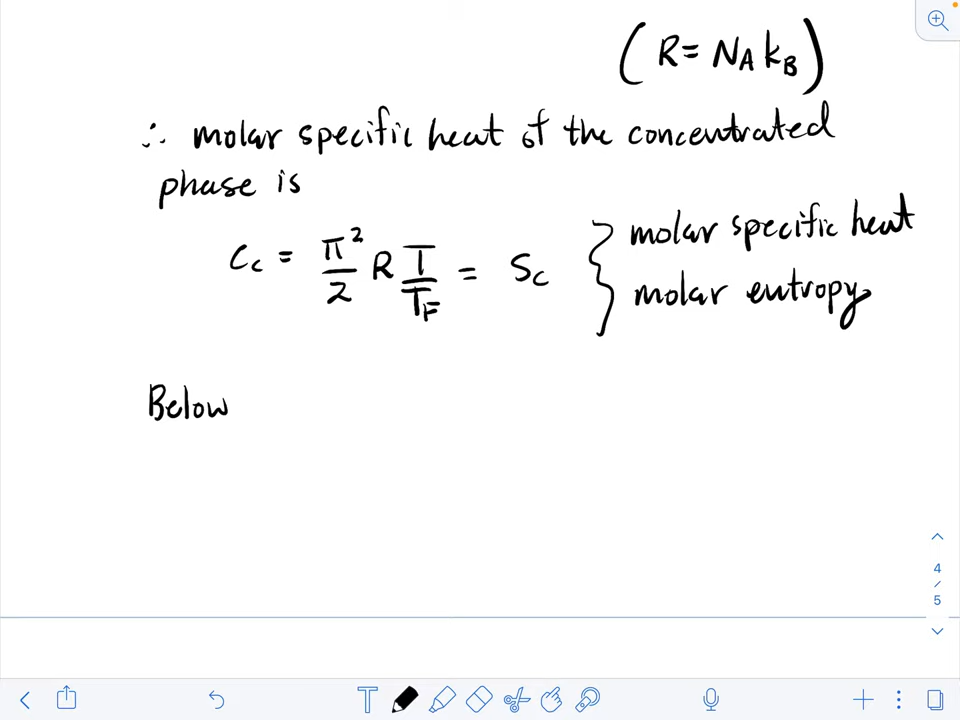 (R = N_A k_B)
∴ molar specific heat of the concentrated
phase is
C_c = π²/2 R T/T_F = S_c } molar specific heat
molar entropy
Below
4
/
5
T